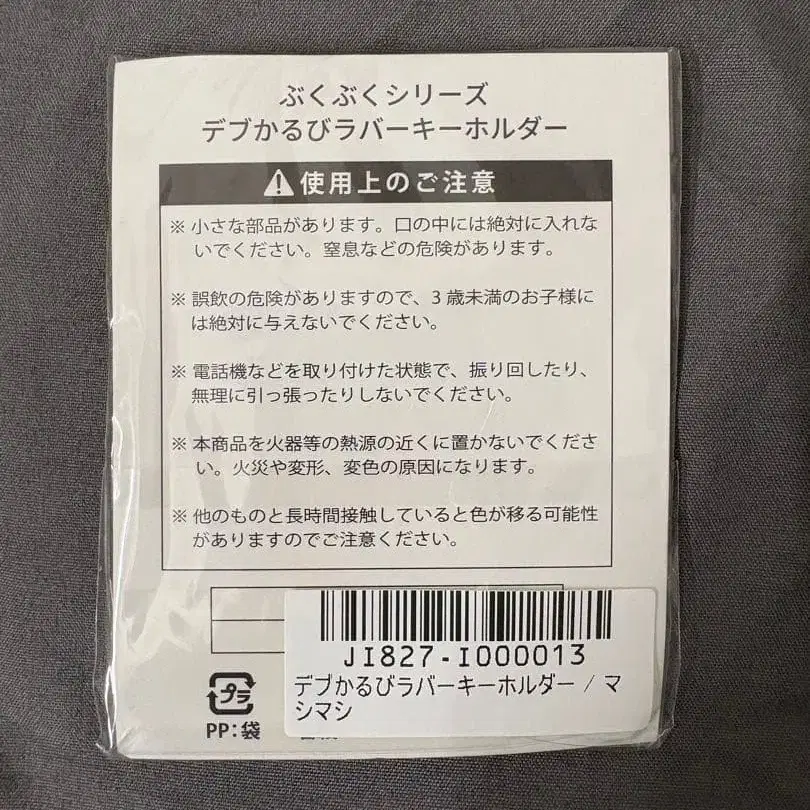 ぶくぶくシリーズ
デブかるびラバーキーホルダー
使用上のご注意
※ 小さな部品があります。口の中には絶対に入れな
いでください。窒息などの危険があります。
※ 誤飲の危険がありますので、3 歳未満のお子様に
は絶対に与えないでください。
※ 電話機などを取り付けた状態で、振り回したり、
無理に引っ張ったりしないでください。
※ 本商品を火器等の熱源の近くに置かないでくださ
い。火災や変形、変色の原因になります。
※ 他のものと長時間接触していると色が移る可能性
がありますのでご注意ください。
JI827-I000013
デブかるびラバーキーホルダー / マ
シマシ
プラ
PP:袋